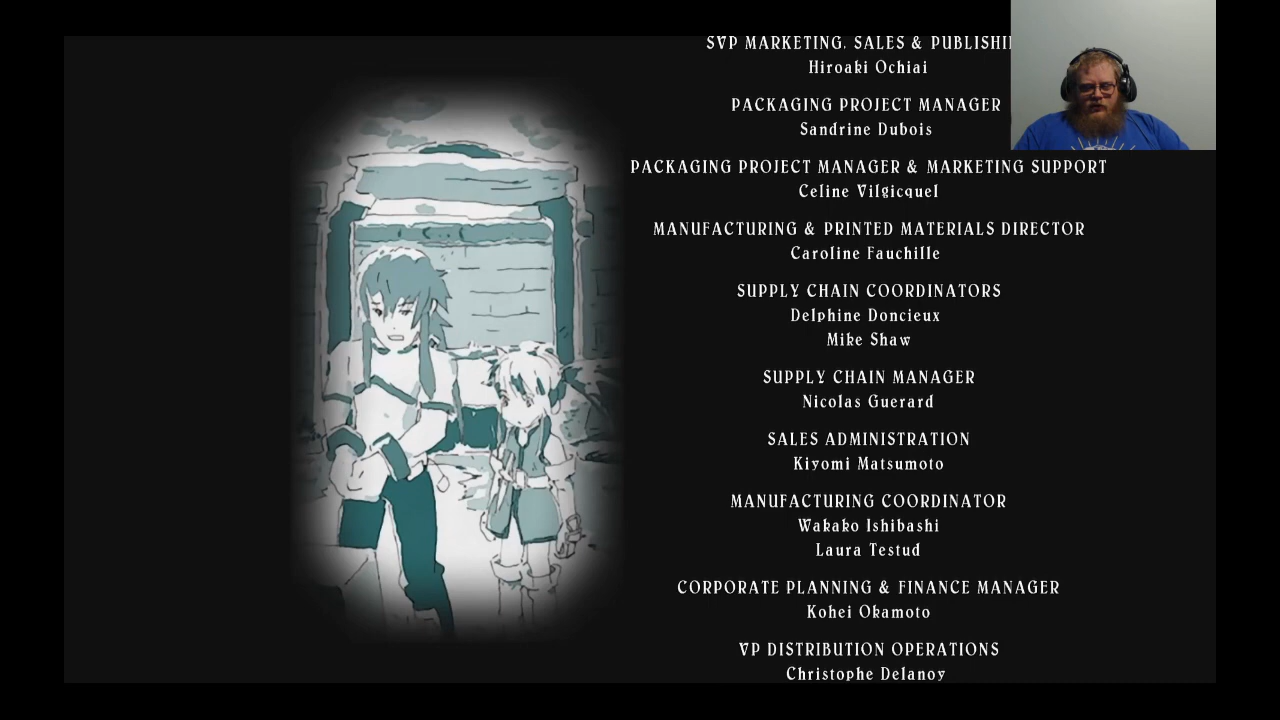 SVP MARKETING, SALES & PUBLISHI
Hiroaki Ochiai
PACKAGING PROJECT MANAGER
Sandrine Dubois
PACKAGING PROJECT MANAGER & MARKETING SUPPORT
Celine Vilgicquel
MANUFACTURING & PRINTED MATERIALS DIRECTOR
Caroline Fauchille
SUPPLY CHAIN COORDINATORS
Delphine Doncieux
Mike Shaw
SUPPLY CHAIN MANAGER
Nicolas Guerard
SALES ADMINISTRATION
Kiyomi Matsumoto
MANUFACTURING COORDINATOR
Wakako Ishibashi
Laura Testud
CORPORATE PLANNING & FINANCE MANAGER
Kohei Okamoto
VP DISTRIBUTION OPERATIONS
Christophe Delanoy